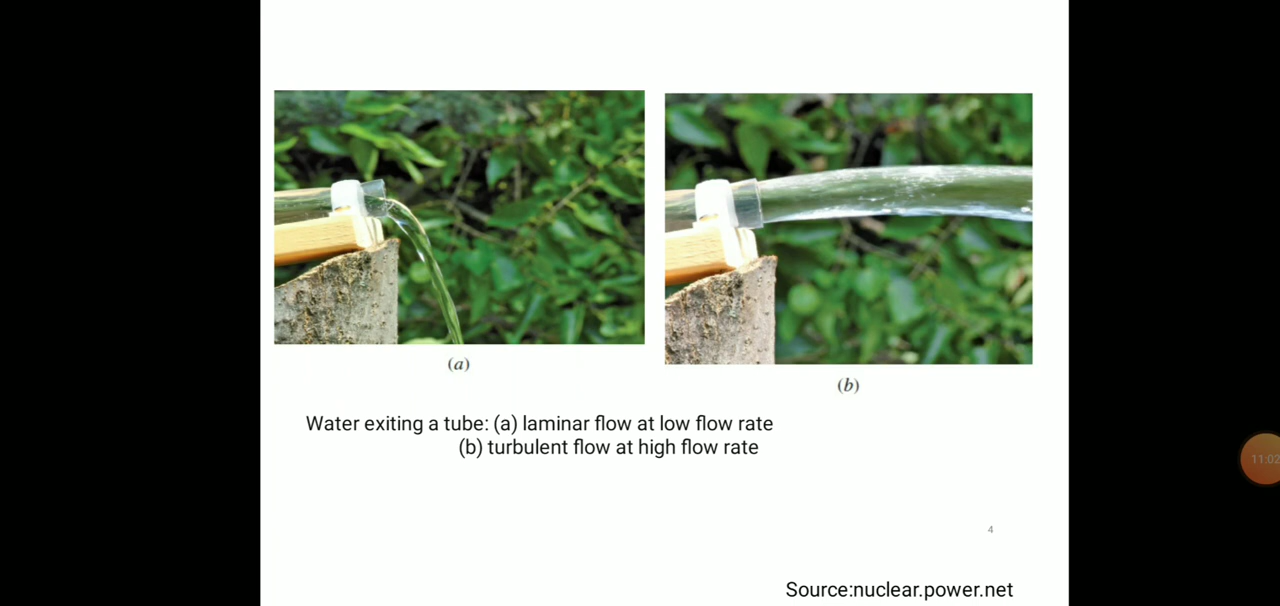 (a)
(b)
Water exiting a tube: (a) laminar flow at low flow rate
(b) turbulent flow at high flow rate
4
Source:nuclear.power.net
11:02